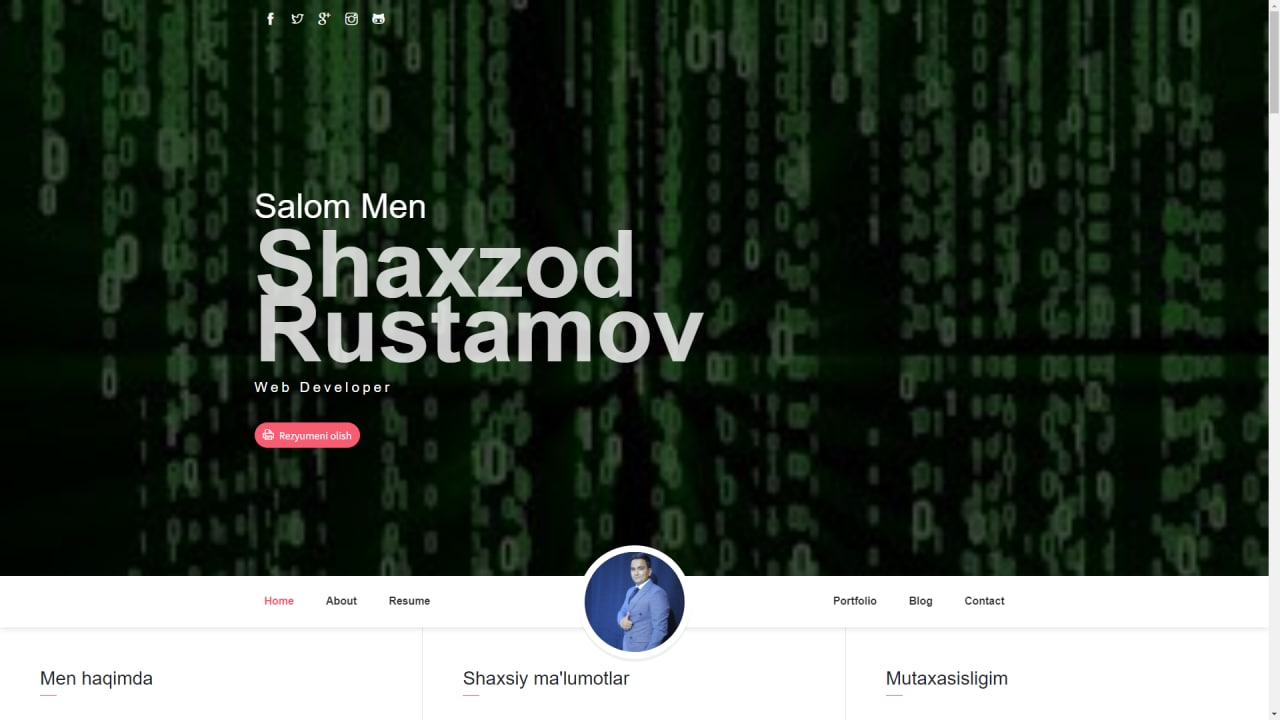 Salom Men
Shaxzod
Rustamov
Web Developer
Rezyumeni olish
Home About Resume Portfolio Blog Contact
Men haqimda
Shaxsiy ma'lumotlar
Mutaxasisligim